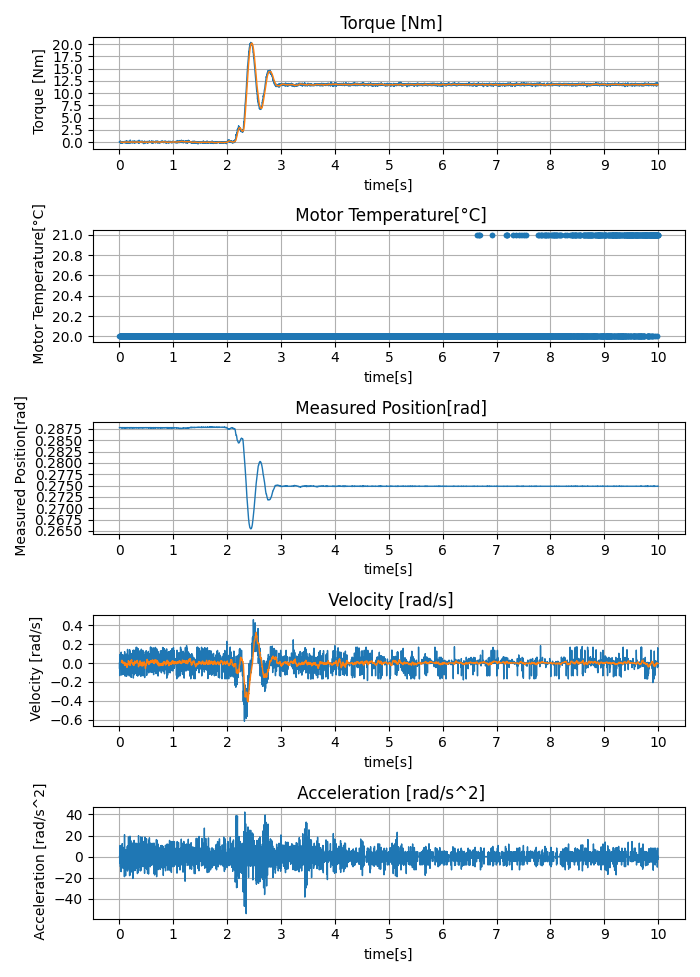 Torque [Nm]
Torque [Nm]
20.0
17.5
15.0
12.5
10.0
7.5
5.0
2.5
0.0
0 1 2 3 4 5 6 7 8 9 10
time[s]
Motor Temperature[°C]
Motor Temperature[°C]
21.0
20.8
20.6
20.4
20.2
20.0
0 1 2 3 4 5 6 7 8 9 10
time[s]
Measured Position[rad]
Measured Position[rad]
0.2875
0.2850
0.2825
0.2800
0.2775
0.2750
0.2725
0.2700
0.2675
0.2650
0 1 2 3 4 5 6 7 8 9 10
time[s]
Velocity [rad/s]
Velocity [rad/s]
0.4
0.2
0.0
−0.2
−0.4
−0.6
0 1 2 3 4 5 6 7 8 9 10
time[s]
Acceleration [rad/s^2]
Acceleration [rad/s^2]
40
20
0
−20
−40
0 1 2 3 4 5 6 7 8 9 10
time[s]